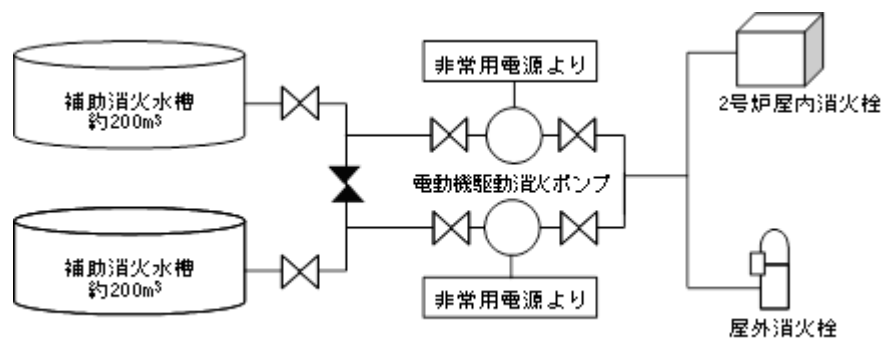 非常用電源より
補助消火水槽
約200m³
2号炉屋内消火栓
電動機駆動消火ポンプ
補助消火水槽
約200m³
非常用電源より
屋外消火栓